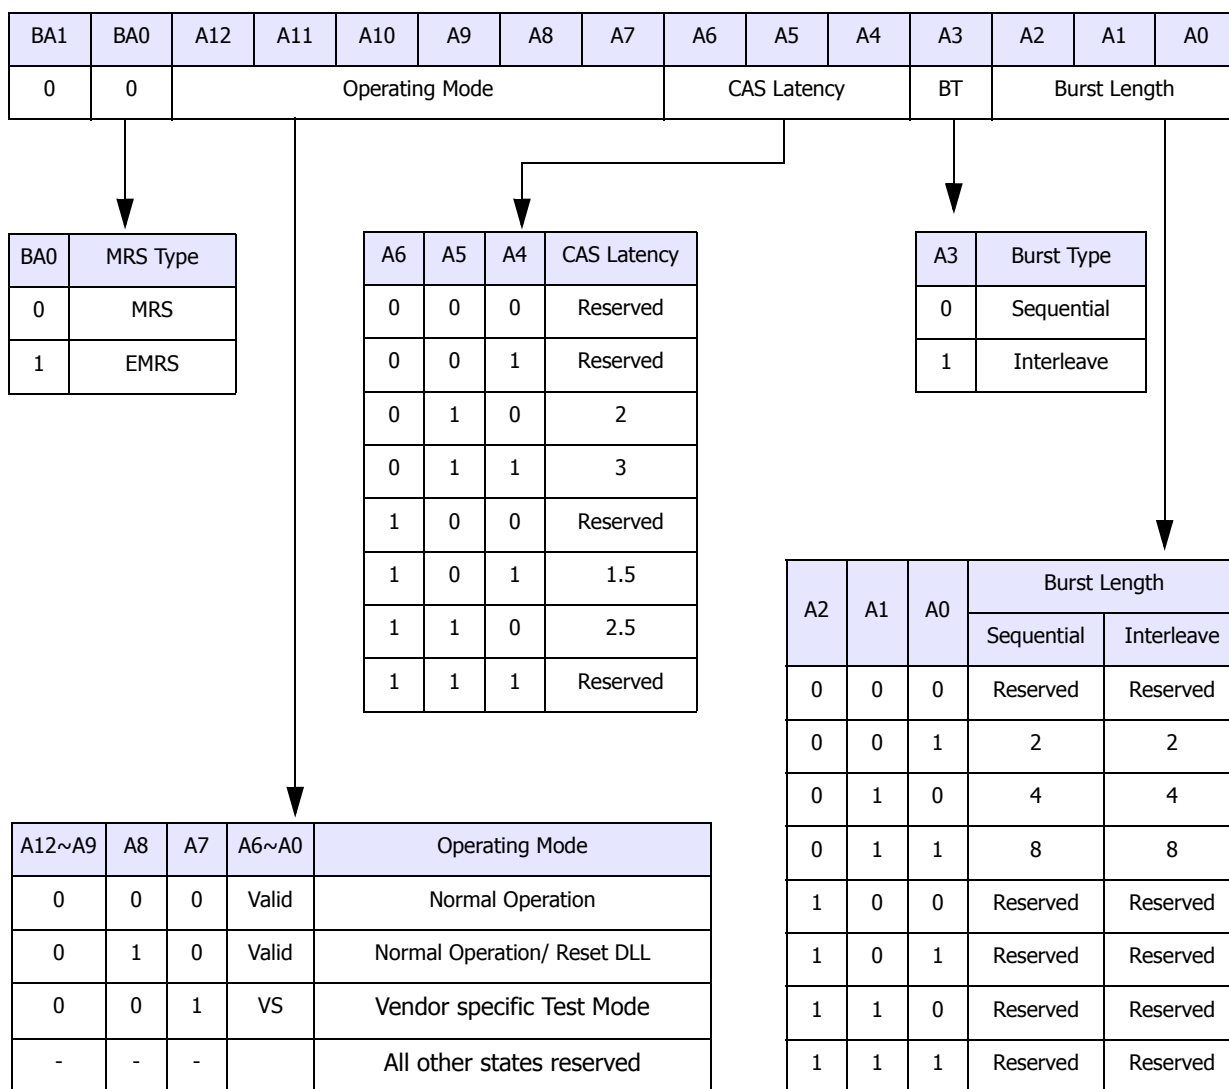 BA1 BA0 A12 A11 A10 A9 A8 A7 A6 A5 A4 A3 A2 A1 A0
0 0 Operating Mode CAS Latency BT Burst Length
BA0 MRS Type
0 MRS
1 EMRS
A6 A5 A4 CAS Latency
0 0 0 Reserved
0 0 1 Reserved
0 1 0 2
0 1 1 3
1 0 0 Reserved
1 0 1 1.5
1 1 0 2.5
1 1 1 Reserved
A3 Burst Type
0 Sequential
1 Interleave
A2 A1 A0 Burst Length
Sequential Interleave
0 0 0 Reserved Reserved
0 0 1 2 2
0 1 0 4 4
0 1 1 8 8
1 0 0 Reserved Reserved
1 0 1 Reserved Reserved
1 1 0 Reserved Reserved
1 1 1 Reserved Reserved
A12~A9 A8 A7 A6~A0 Operating Mode
0 0 0 Valid Normal Operation
0 1 0 Valid Normal Operation/ Reset DLL
0 0 1 VS Vendor specific Test Mode
- - - All other states reserved